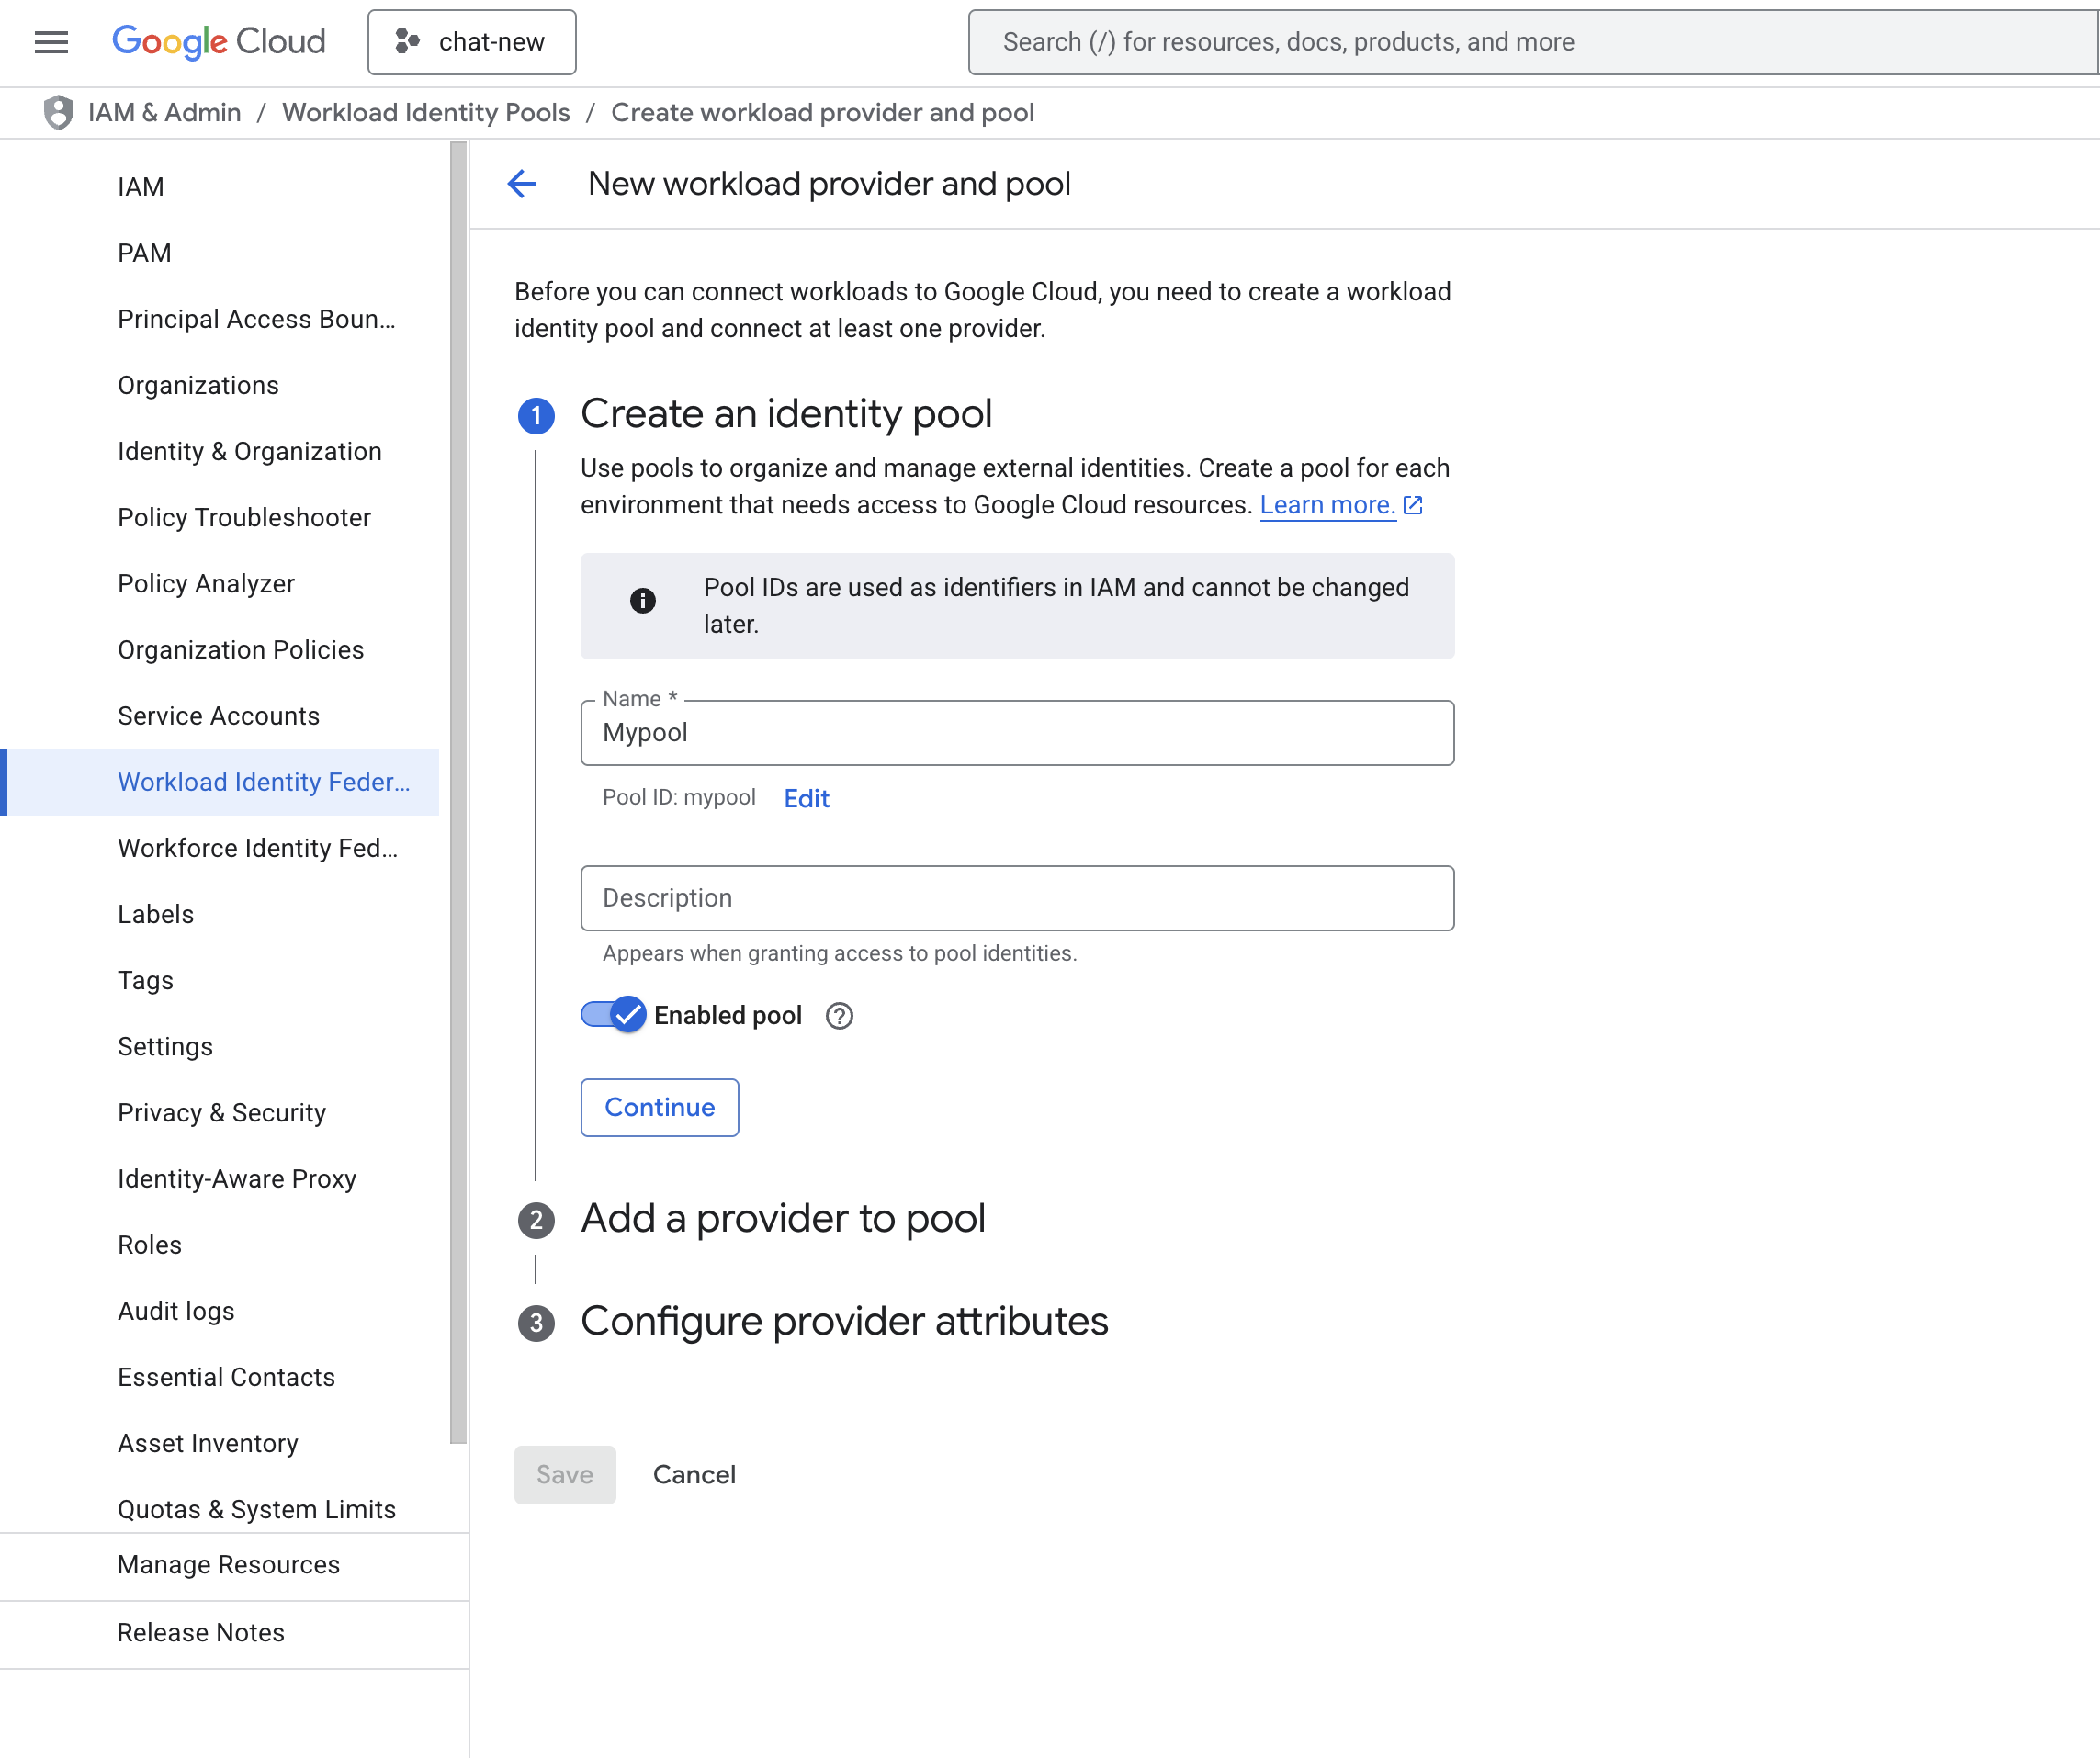 Google Cloud
chat-new
Search (/) for resources, docs, products, and more
IAM & Admin / Workload Identity Pools / Create workload provider and pool
IAM
PAM
Principal Access Boun...
Organizations
Identity & Organization
Policy Troubleshooter
Policy Analyzer
Organization Policies
Service Accounts
Workload Identity Feder...
Workforce Identity Fed...
Labels
Tags
Settings
Privacy & Security
Identity-Aware Proxy
Roles
Audit logs
Essential Contacts
Asset Inventory
Quotas & System Limits
Manage Resources
Release Notes
New workload provider and pool
Before you can connect workloads to Google Cloud, you need to create a workload
identity pool and connect at least one provider.
1 Create an identity pool
Use pools to organize and manage external identities. Create a pool for each
environment that needs access to Google Cloud resources. Learn more.
Pool IDs are used as identifiers in IAM and cannot be changed
later.
Name *
Mypool
Pool ID: mypool Edit
Description
Appears when granting access to pool identities.
Enabled pool
Continue
2 Add a provider to pool
3 Configure provider attributes
Save Cancel